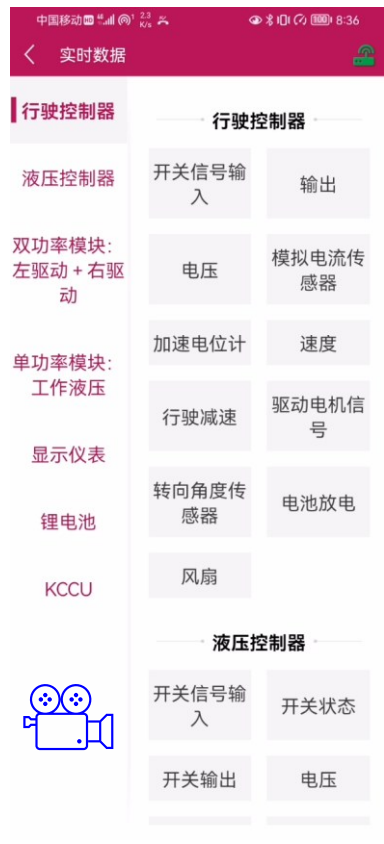 中国移动 HD 2.3 K/s 100 8:36
实时数据
行驶控制器
液压控制器
双功率模块：
左驱动 + 右驱
动
单功率模块：
工作液压
显示仪表
锂电池
KCCU
行驶控制器
开关信号输
入
输出
电压
模拟电流传
感器
加速电位计
速度
行驶减速
驱动电机信
号
转向角度传
感器
电池放电
风扇
液压控制器
开关信号输
入
开关状态
开关输出
电压